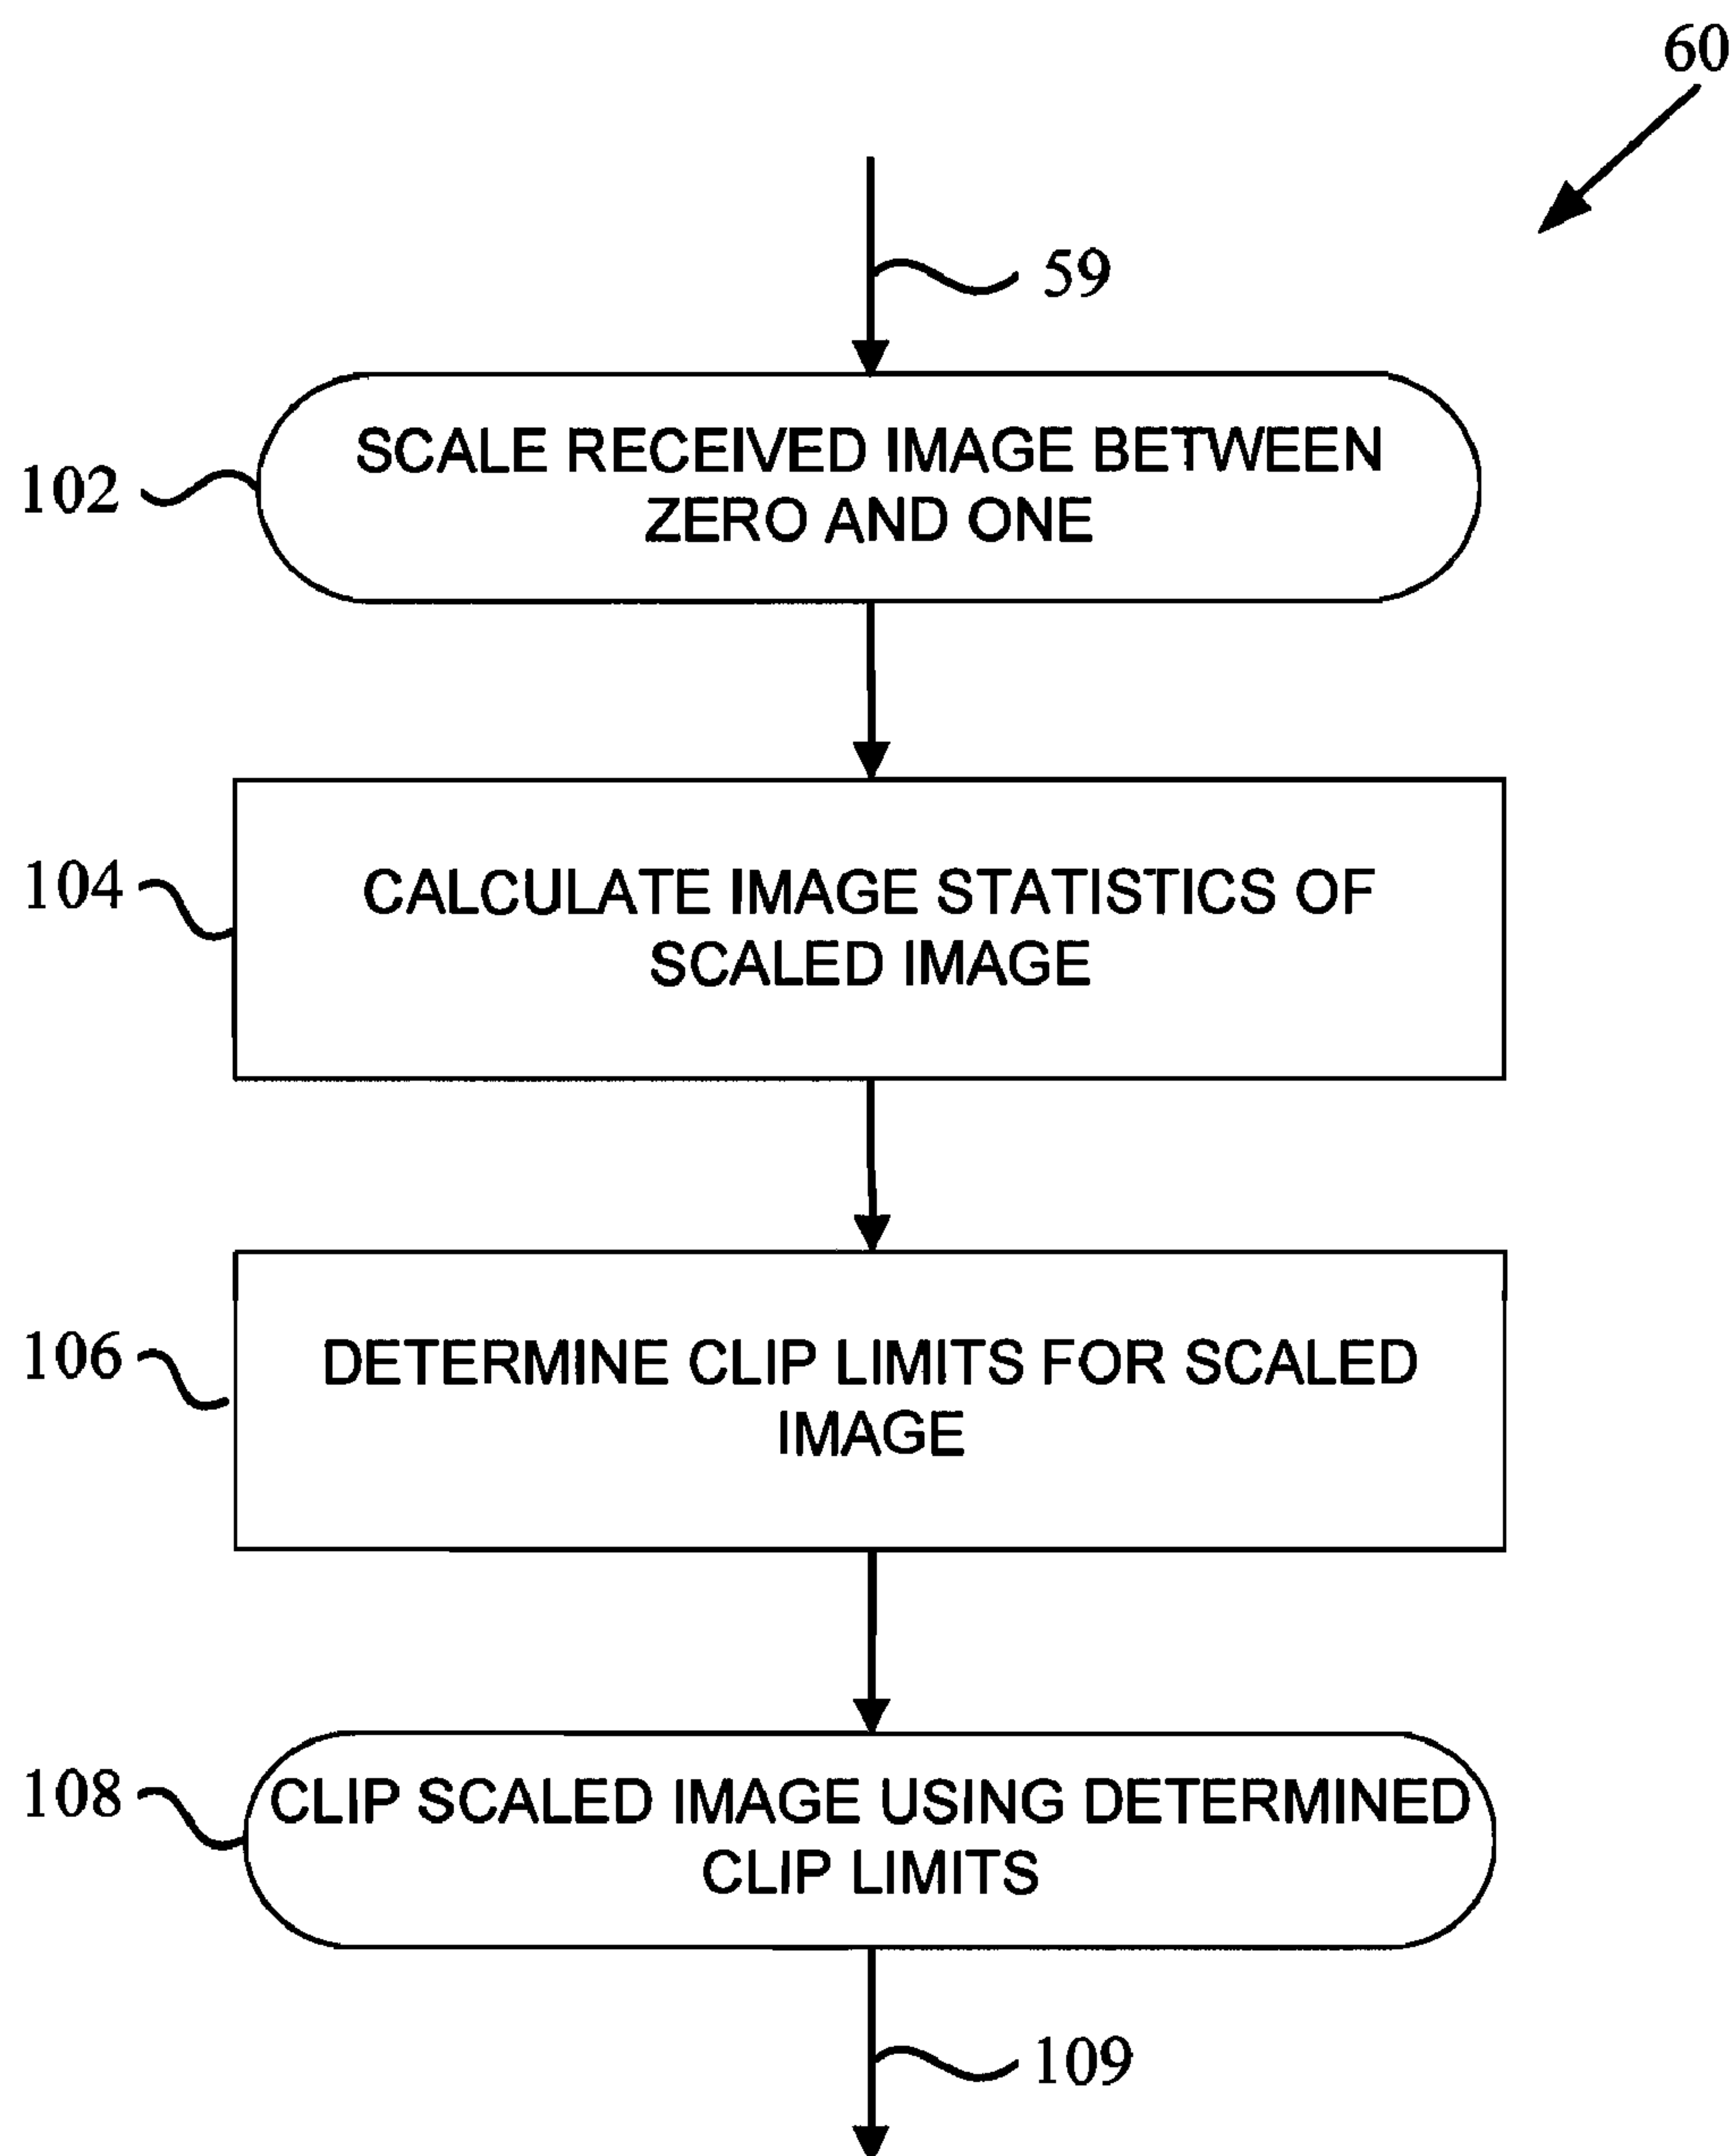 60
59
102
SCALE RECEIVED IMAGE BETWEEN
ZERO AND ONE
104
CALCULATE IMAGE STATISTICS OF
SCALED IMAGE
106
DETERMINE CLIP LIMITS FOR SCALED
IMAGE
108
CLIP SCALED IMAGE USING DETERMINED
CLIP LIMITS
109